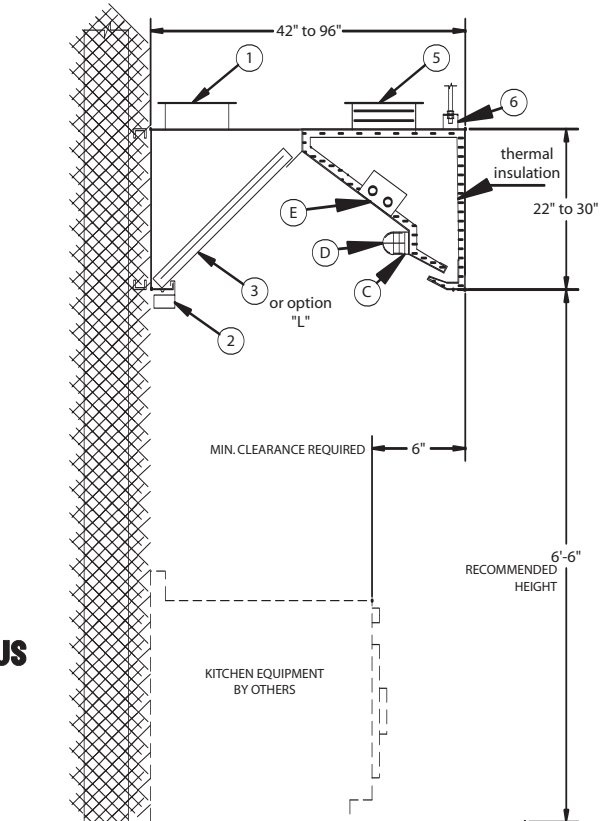 42" to 96"
1
5
6
thermal
insulation
22" to 30"
E
D
C
3
or option
"L"
2
MIN. CLEARANCE REQUIRED
6"
6'-6"
RECOMMENDED
HEIGHT
US
KITCHEN EQUIPMENT
BY OTHERS